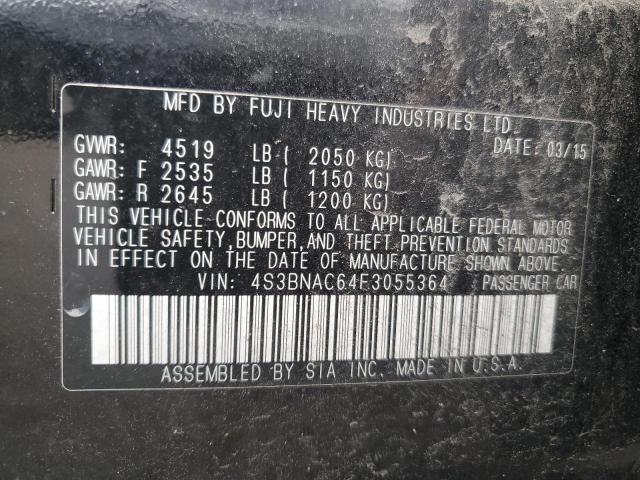 MFD BY FUJI HEAVY INDUSTRIES LTD.
DATE: 03/15
GVWR: 4519 LB ( 2050 KG)
GAWR: F 2535 LB ( 1150 KG)
GAWR: R 2645 LB ( 1200 KG)
THIS VEHICLE CONFORMS TO ALL APPLICABLE FEDERAL MOTOR
VEHICLE SAFETY, BUMPER, AND THEFT PREVENTION STANDARDS
IN EFFECT ON THE DATE OF MANUFACTURE SHOWN ABOVE.
VIN: 4S3BNAC64F3055364 PASSENGER CAR
ASSEMBLED BY SIA INC. MADE IN U.S.A.